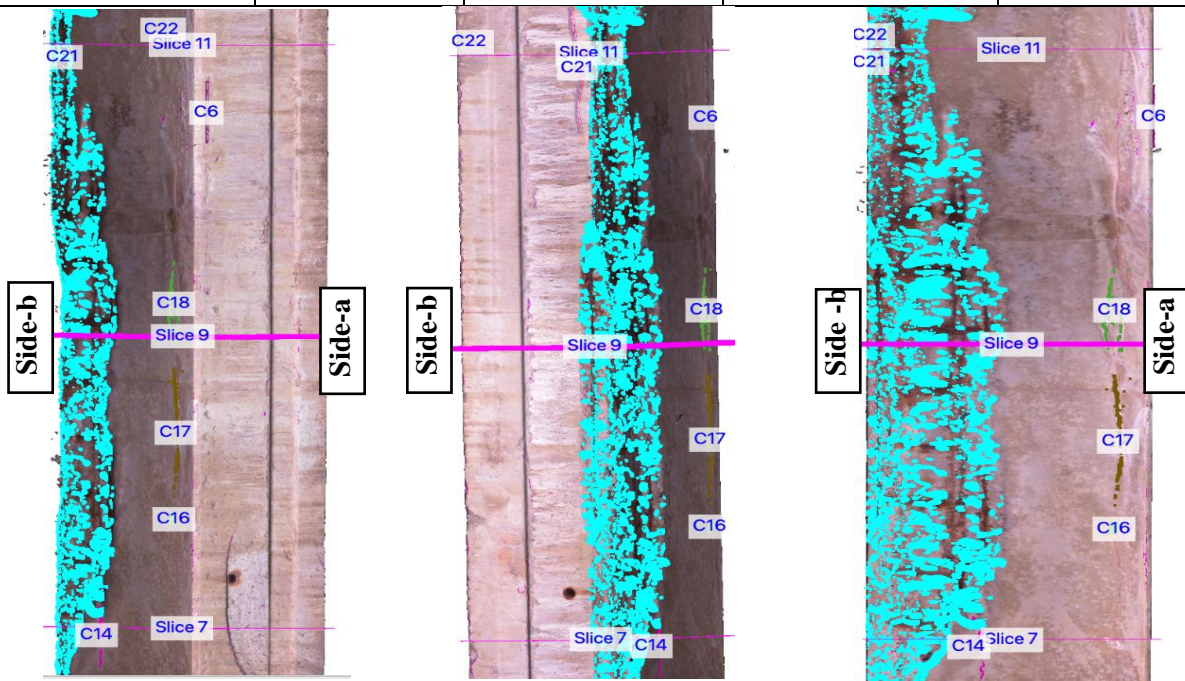 C22
Slice 11
C21
C6
Side-b
C18
Slice 9
Side-a
C17
C16
C14
Slice 7
C22
Slice 11
C21
C6
Side-b
C18
Slice 9
C17
C16
Slice 7
C14
C22
Slice 11
C21
C6
Side -b
C18
Slice 9
Side-a
C17
C16
C14
Slice 7